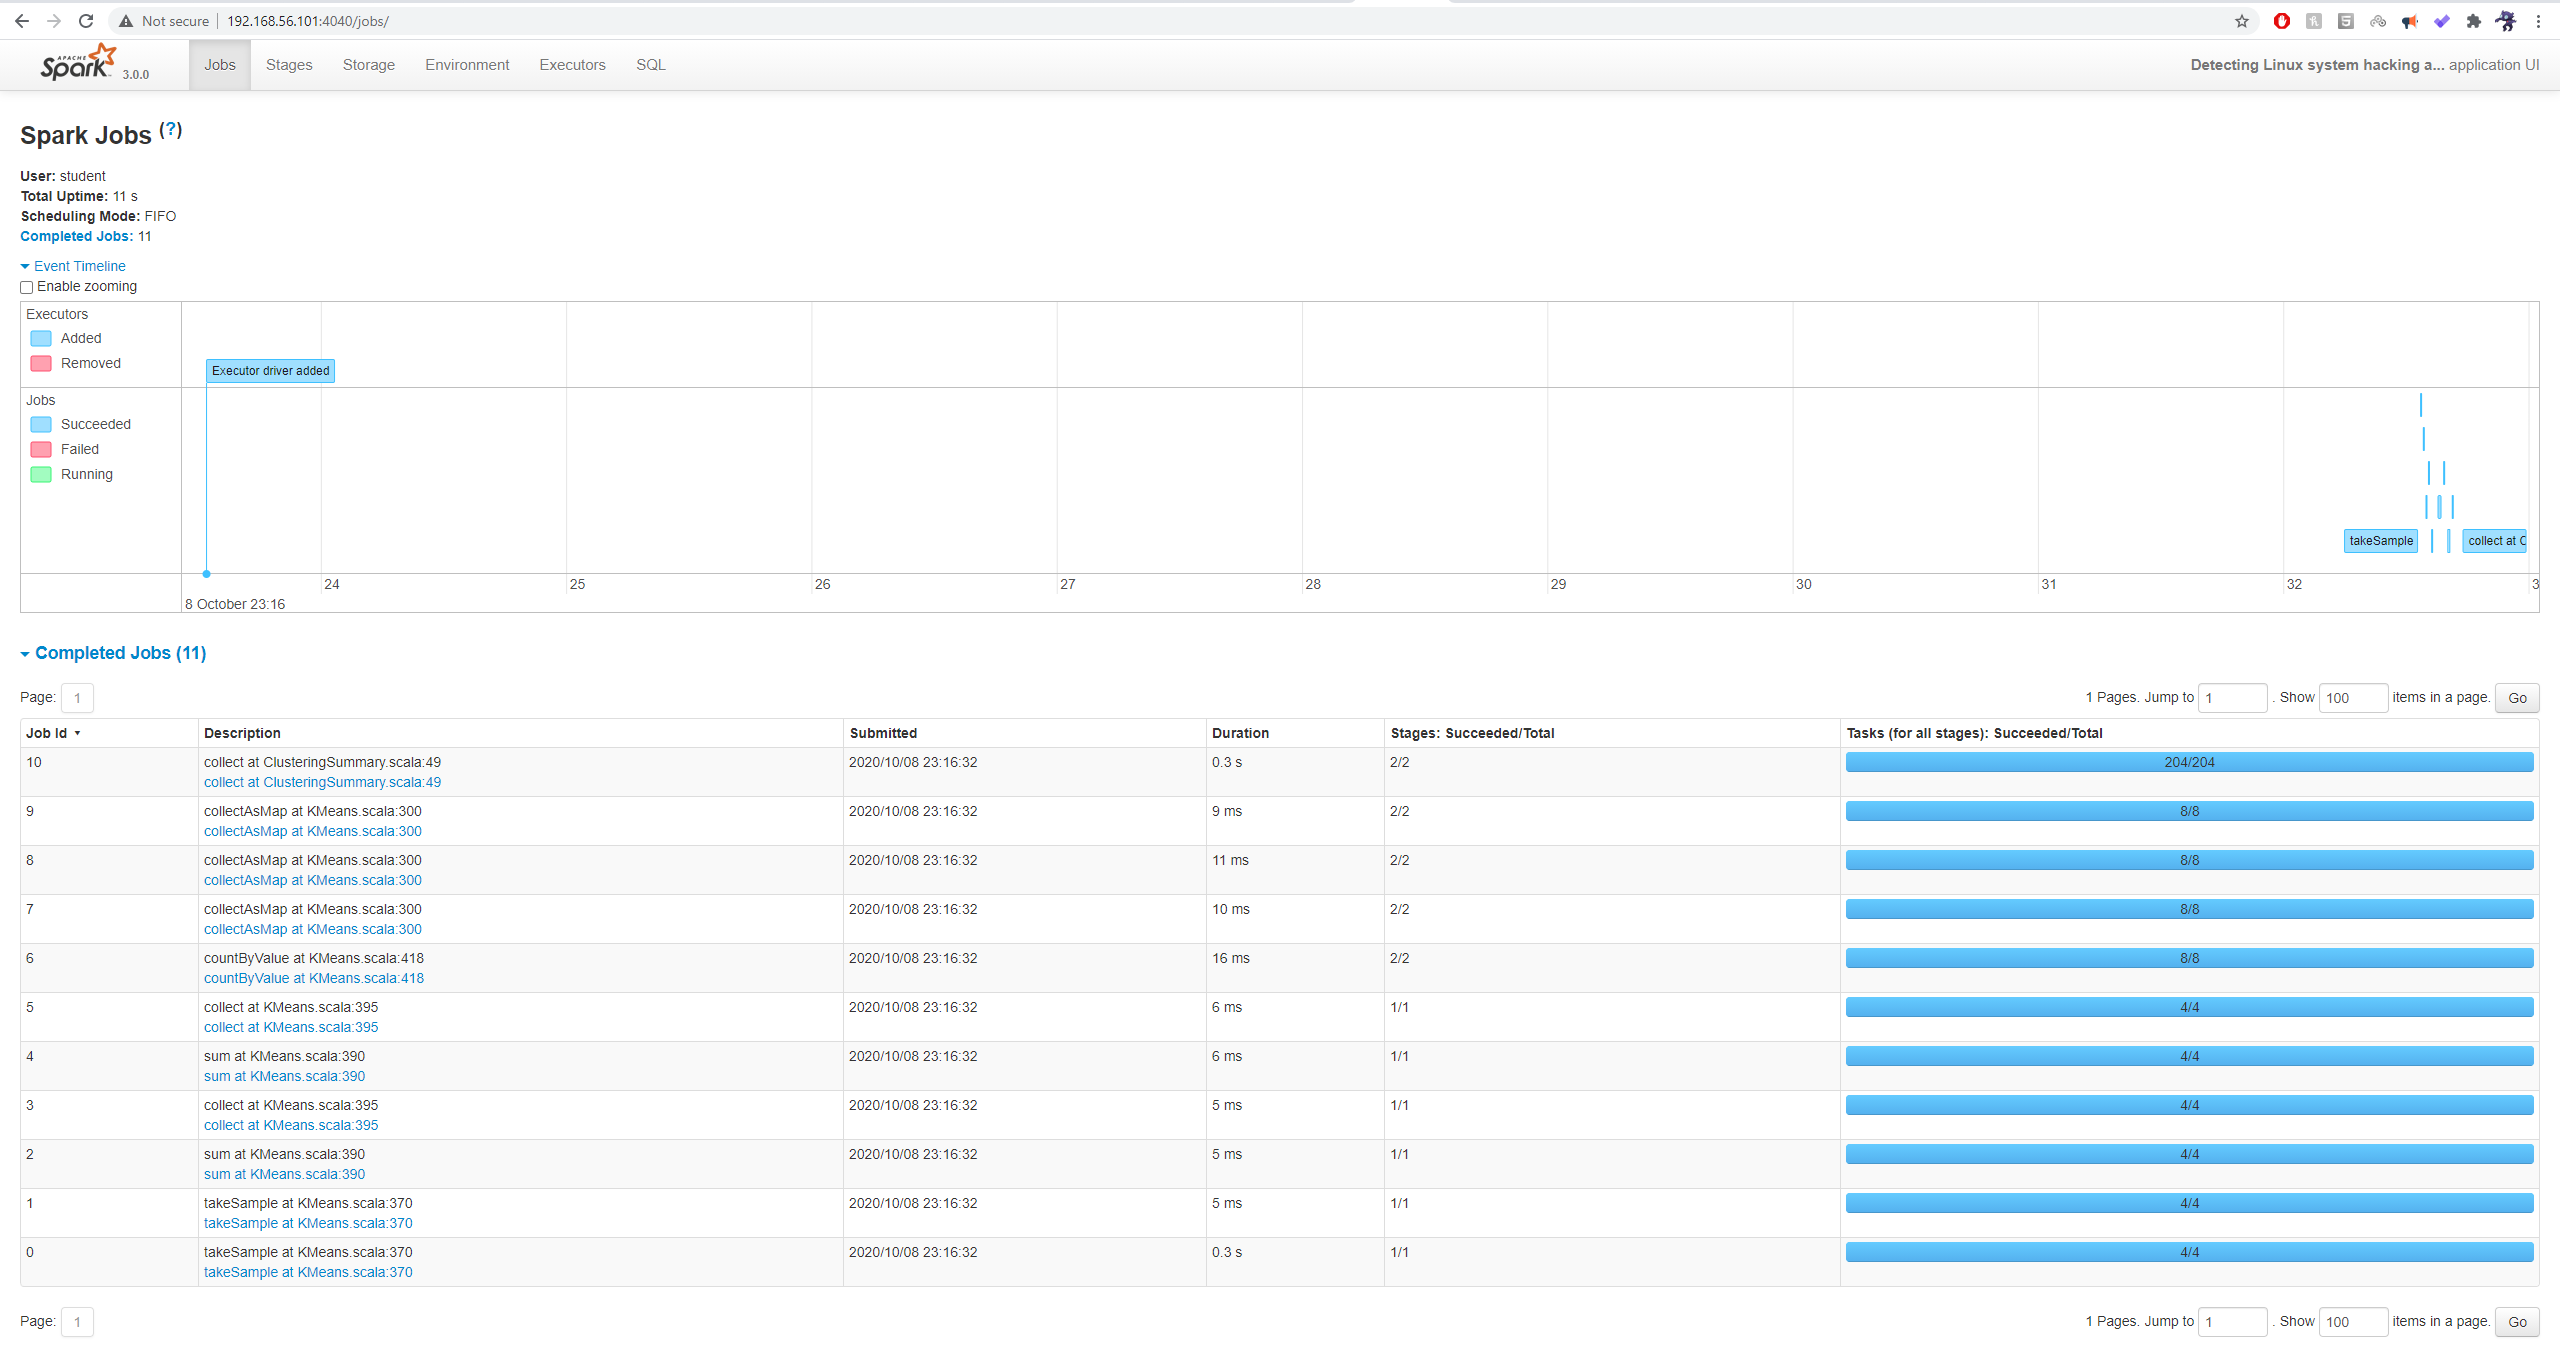 Not secure | 192.168.56.101:4040/jobs/
APACHE Spark 3.0.0 Jobs Stages Storage Environment Executors SQL Detecting Linux system hacking a... application UI
Spark Jobs (?)
User: student
Total Uptime: 11 s
Scheduling Mode: FIFO
Completed Jobs: 11
Event Timeline
Enable zooming
Executors
Added
Removed
Executor driver added
Jobs
Succeeded
Failed
Running
takeSample collect at C
24 25 26 27 28 29 30 31 32 3
8 October 23:16
Completed Jobs (11)
Page: 1 1 Pages. Jump to 1 . Show 100 items in a page. Go
Job Id Description Submitted Duration Stages: Succeeded/Total Tasks (for all stages): Succeeded/Total
10 collect at ClusteringSummary.scala:49 2020/10/08 23:16:32 0.3 s 2/2 204/204
collect at ClusteringSummary.scala:49
9 collectAsMap at KMeans.scala:300 2020/10/08 23:16:32 9 ms 2/2 8/8
collectAsMap at KMeans.scala:300
8 collectAsMap at KMeans.scala:300 2020/10/08 23:16:32 11 ms 2/2 8/8
collectAsMap at KMeans.scala:300
7 collectAsMap at KMeans.scala:300 2020/10/08 23:16:32 10 ms 2/2 8/8
collectAsMap at KMeans.scala:300
6 countByValue at KMeans.scala:418 2020/10/08 23:16:32 16 ms 2/2 8/8
countByValue at KMeans.scala:418
5 collect at KMeans.scala:395 2020/10/08 23:16:32 6 ms 1/1 4/4
collect at KMeans.scala:395
4 sum at KMeans.scala:390 2020/10/08 23:16:32 6 ms 1/1 4/4
sum at KMeans.scala:390
3 collect at KMeans.scala:395 2020/10/08 23:16:32 5 ms 1/1 4/4
collect at KMeans.scala:395
2 sum at KMeans.scala:390 2020/10/08 23:16:32 5 ms 1/1 4/4
sum at KMeans.scala:390
1 takeSample at KMeans.scala:370 2020/10/08 23:16:32 5 ms 1/1 4/4
takeSample at KMeans.scala:370
0 takeSample at KMeans.scala:370 2020/10/08 23:16:32 0.3 s 1/1 4/4
takeSample at KMeans.scala:370
Page: 1 1 Pages. Jump to 1 . Show 100 items in a page. Go